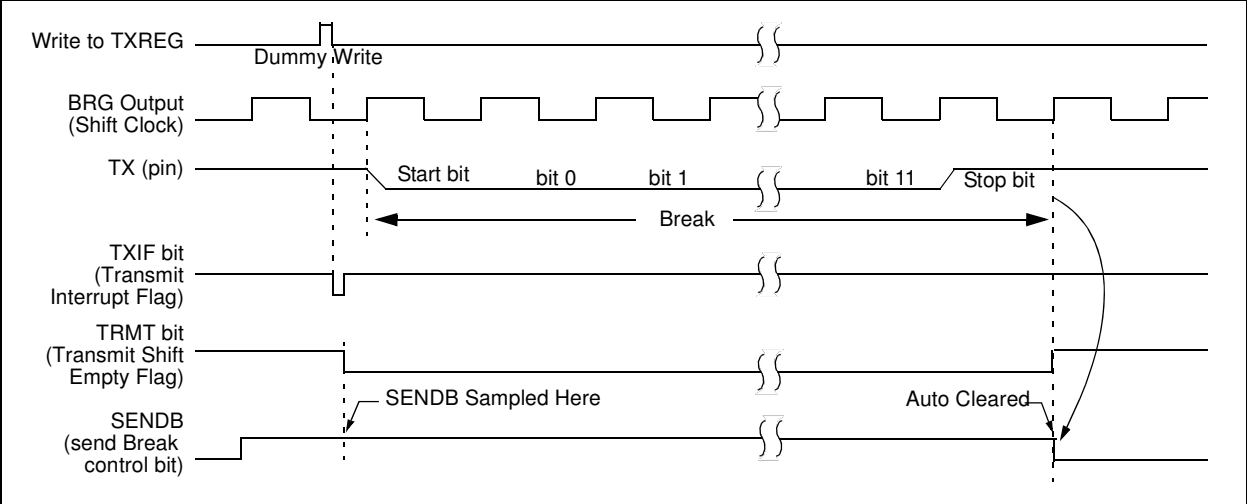 Write to TXREG
Dummy Write
BRG Output
(Shift Clock)
TX (pin)
Start bit
bit 0
bit 1
bit 11
Stop bit
Break
TXIF bit
(Transmit
Interrupt Flag)
TRMT bit
(Transmit Shift
Empty Flag)
SENDB Sampled Here
Auto Cleared
SENDB
(send Break
control bit)